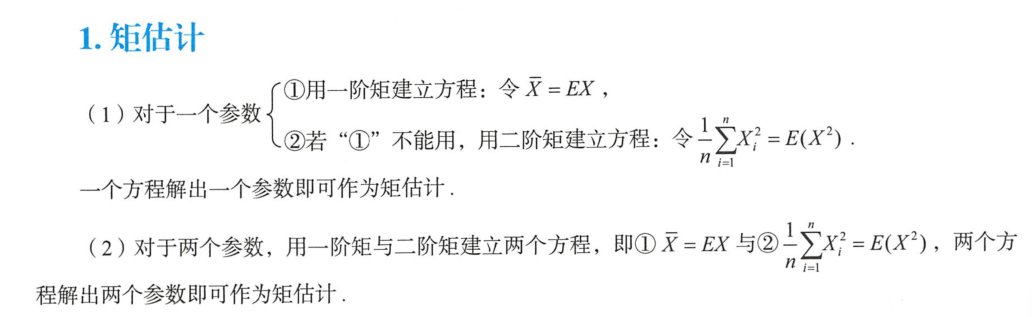 1. 矩估计
(1) 对于一个参数 { ①用一阶矩建立方程：令 $\overline{X} = EX$，
②若“①”不能用，用二阶矩建立方程：令 $\frac{1}{n}\sum_{i=1}^{n}X_i^2 = E(X^2)$．
一个方程解出一个参数即可作为矩估计．
(2) 对于两个参数，用一阶矩与二阶矩建立两个方程，即① $\overline{X} = EX$ 与② $\frac{1}{n}\sum_{i=1}^{n}X_i^2 = E(X^2)$，两个方
程解出两个参数即可作为矩估计．